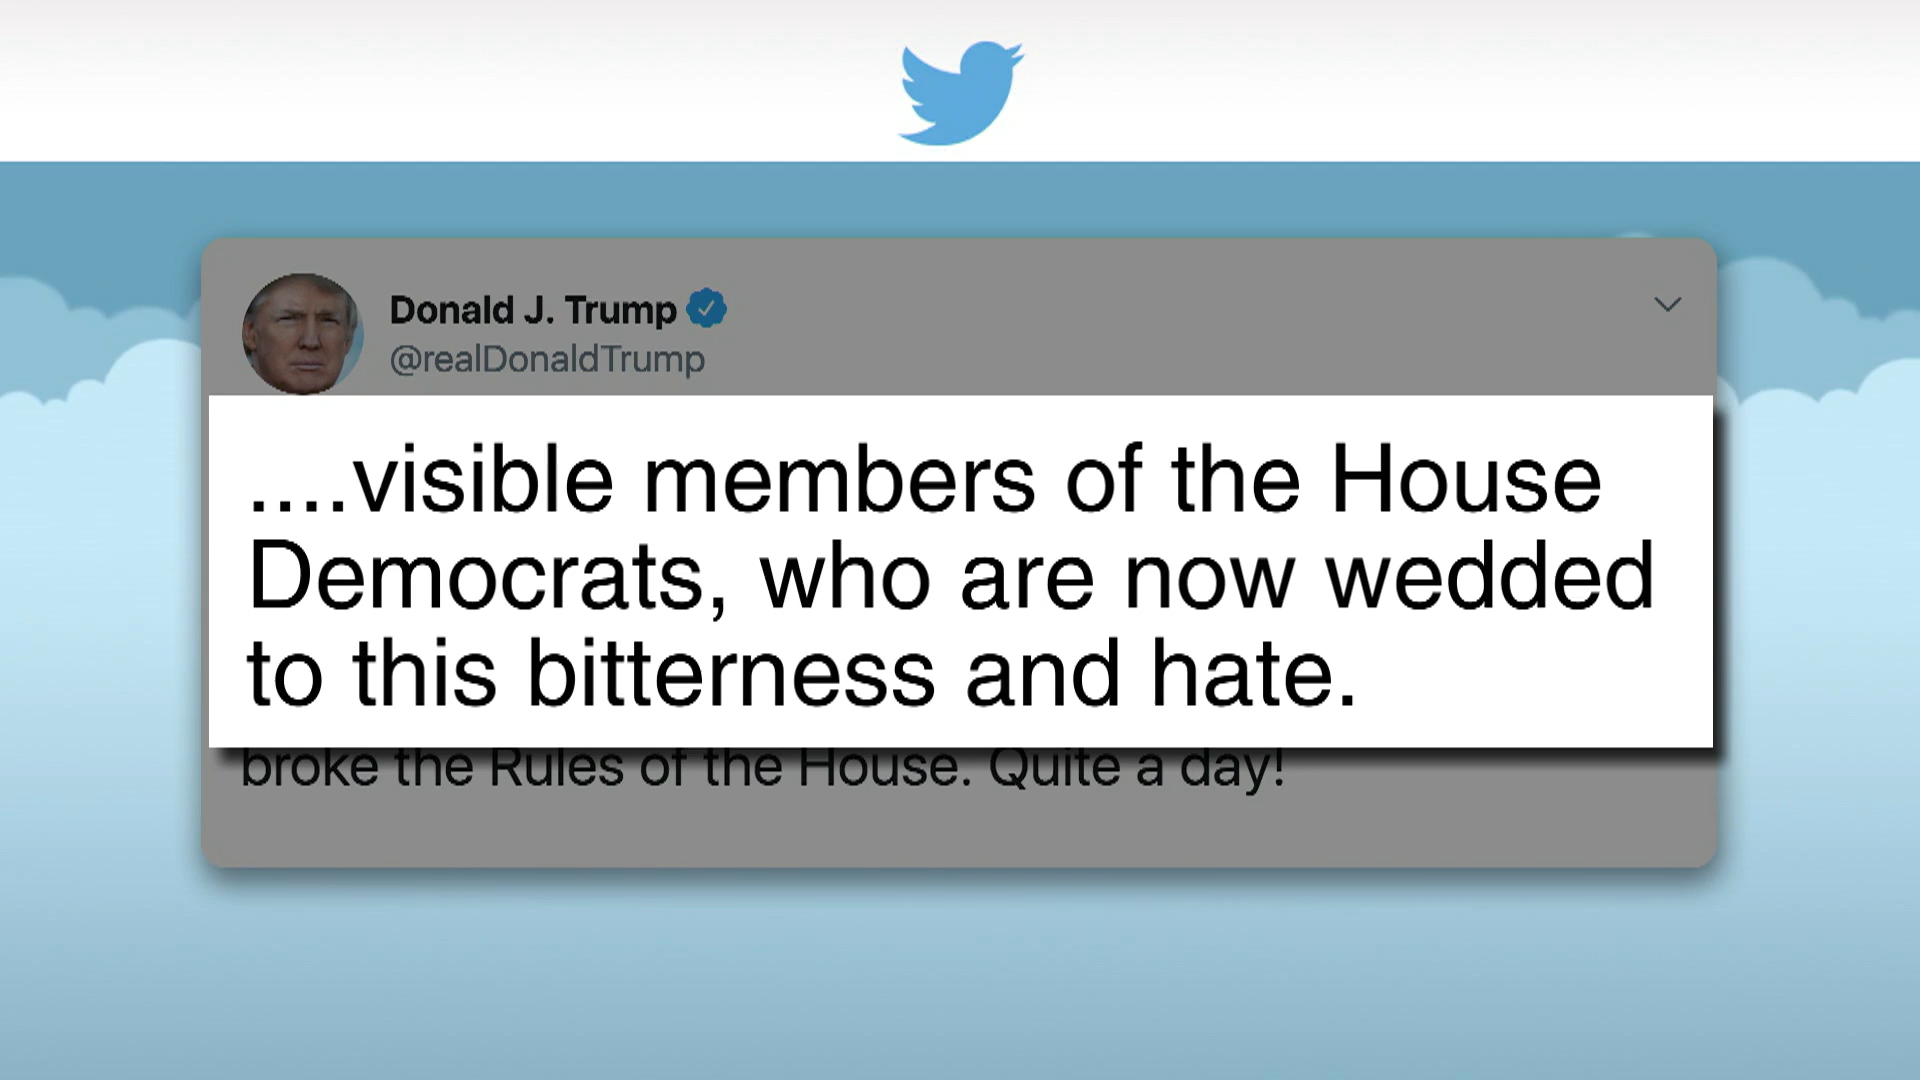 Donald J. Trump
@realDonaldTrump
....visible members of the House
Democrats, who are now wedded
to this bitterness and hate.
broke the Rules of the House. Quite a day!